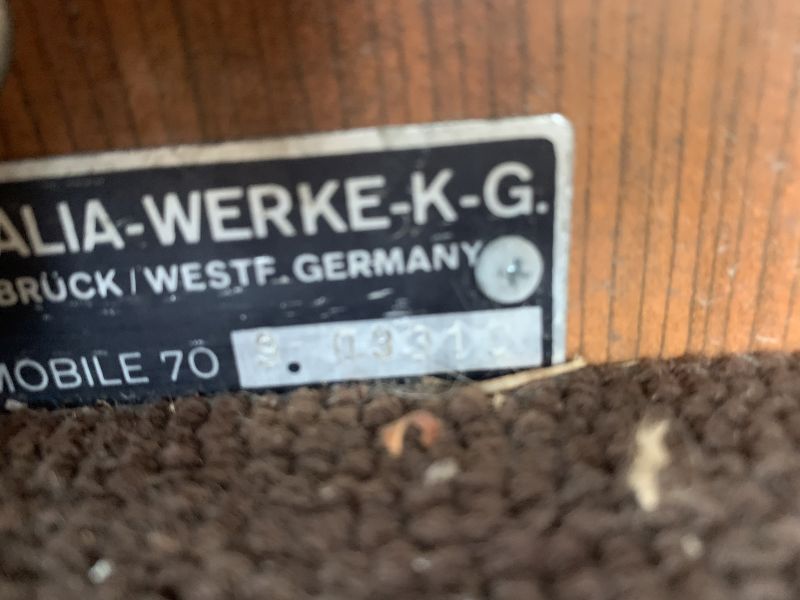 ALIA-WERKE-K-G.
BRÜCK / WESTF. GERMANY
MOBILE 70